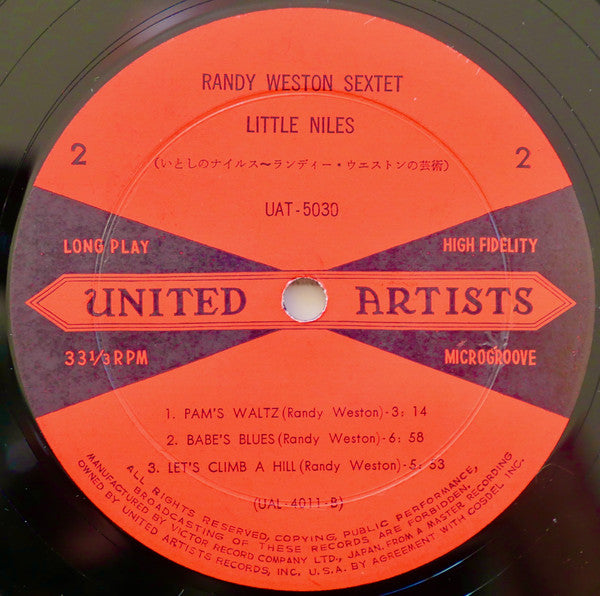 RANDY WESTON SEXTET
LITTLE NILES
2 2
(いとしのナイルス〜ランディー・ウエストンの芸術)
UAT-5030
LONG PLAY HIGH FIDELITY
UNITED ARTISTS
33 1/3 RPM MICROGROOVE
1. PAM'S WALTZ (Randy Weston)-3: 14
2. BABE'S BLUES (Randy Weston)-6: 58
3. LET'S CLIMB A HILL (Randy Weston)-5: 53
(UAL-4011-B)
ALL RIGHTS RESERVED, COPYING, PUBLIC PERFORMANCE,
BROADCASTING OF THESE RECORDS ARE FORBIDDEN.
MANUFACTURED BY VICTOR RECORD COMPANY LTD., JAPAN. FROM A MASTER RECORDING
OWNED BY UNITED ARTISTS RECORDS, INC. U.S.A. BY AGREEMENT WITH COSDEL INC.